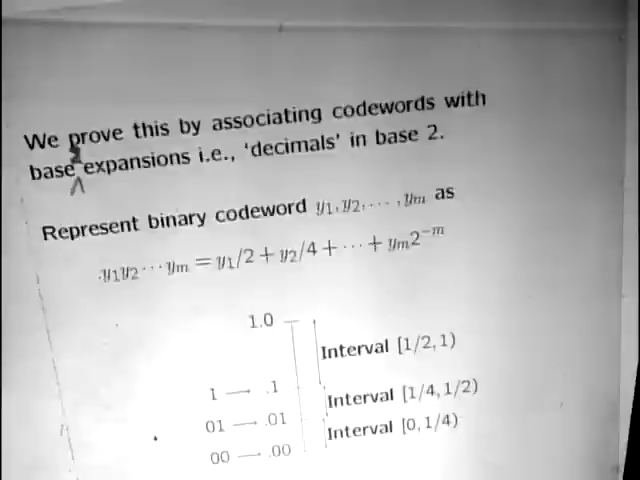 We prove this by associating codewords with
base 2 expansions i.e., 'decimals' in base 2.
Represent binary codeword y₁, y₂, ⋯ , yₘ as
.y₁y₂ ⋯ yₘ = y₁/2 + y₂/4 + ⋯ + yₘ2⁻ᵐ
1.0
Interval [1/2, 1)
1 → .1
Interval [1/4, 1/2)
01 → .01
Interval [0, 1/4)
00 → .00